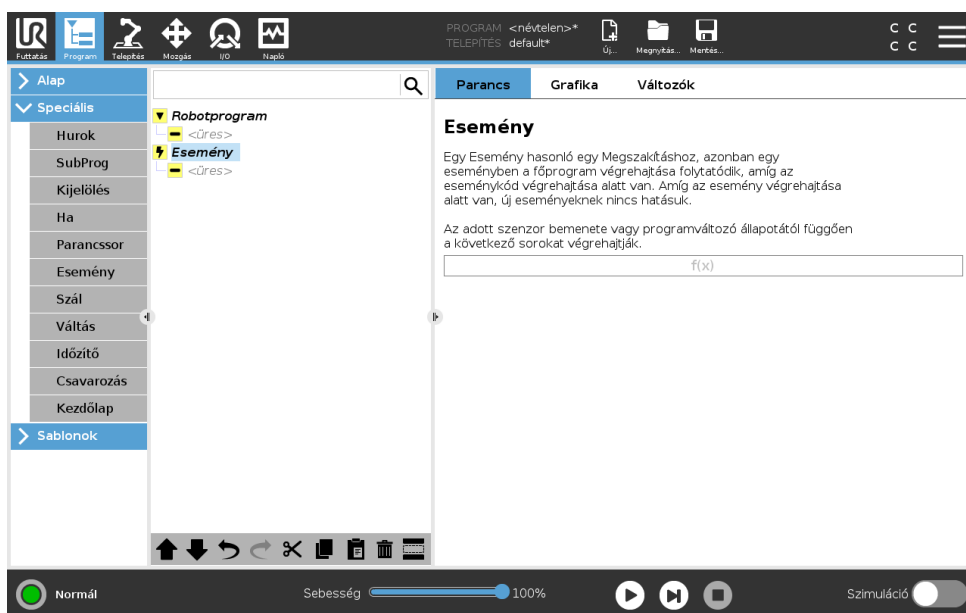 PROGRAM <névtelen>*
TELEPÍTÉS default*
Futtatás Program Telepítés Mozgás I/O Napló Új... Megnyitás... Mentés...
C C
C C
Alap
Speciális
Hurok
SubProg
Kijelölés
Ha
Parancssor
Esemény
Szál
Váltás
Időzítő
Csavarozás
Kezdőlap
Sablonok
Robotprogram
<üres>
Esemény
<üres>
Parancs Grafika Változók
Esemény
Egy Esemény hasonló egy Megszakításhoz, azonban egy
eseményben a főprogram végrehajtása folytatódik, amíg az
eseménykód végrehajtása alatt van. Amíg az esemény végrehajtása
alatt van, új eseményeknek nincs hatásuk.
Az adott szenzor bemenete vagy programváltozó állapotától függően
a következő sorokat végrehajtják.
f(x)
Normál Sebesség 100% Szimuláció